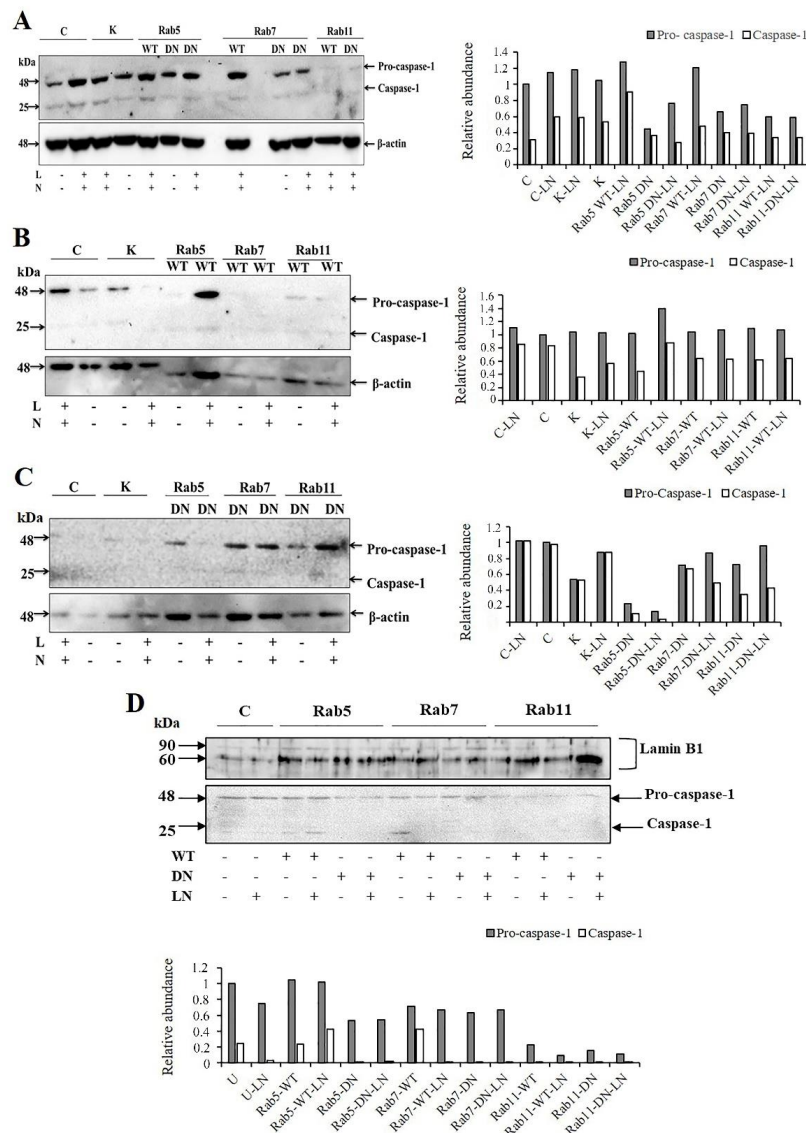 A
C K Rab5 Rab7 Rab11
WT DN DN WT DN DN WT DN
kDa
48
25
Pro-caspase-1
Caspase-1
48
β-actin
L - + + - + - + + - + + +
N - + + - + - + + - + + +
Pro- caspase-1 Caspase-1
Relative abundance
1.6
1.4
1.2
1
0.8
0.6
0.4
0.2
0
C
C-LN
K-LN
K
Rab5 WT-LN
Rab5 DN
Rab5 DN-LN
Rab7 WT-LN
Rab7 DN
Rab7 DN-LN
Rab11 WT-LN
Rab11-DN-LN
B
C K Rab5 Rab7 Rab11
WT WT WT WT WT WT
kDa
48
25
Pro-caspase-1
Caspase-1
48
β-actin
L + - - + - + - + - +
N + - - + - + - + - +
Pro-caspase-1 Caspase-1
Relative abundance
1.6
1.4
1.2
1
0.8
0.6
0.4
0.2
0
C-LN
C
K
K-LN
Rab5-WT
Rab5-WT-LN
Rab7-WT
Rab7-WT-LN
Rab11-WT
Rab11-WT-LN
C
C K Rab5 Rab7 Rab11
DN DN DN DN DN DN
kDa
48
25
Pro-caspase-1
Caspase-1
48
β-actin
L + - - + - + - + - +
N + - - + - + - + - +
Pro-Caspase-1 Caspase-1
Relative abundance
1.2
1
0.8
0.6
0.4
0.2
C-LN
C
K
K-LN
Rab5-DN
Rab5-DN-LN
Rab7-DN
Rab7-DN-LN
Rab11-DN
Rab11-DN-LN
D
C Rab5 Rab7 Rab11
kDa
90
60
Lamin B1
48
25
Pro-caspase-1
Caspase-1
WT - - + + - - + + - - + + - -
DN - - - - + + - - + + - - + +
LN - + - + - + - + - + - + - +
Pro-caspase-1 Caspase-1
Relative abundance
1.2
1
0.8
0.6
0.4
0.2
0
U
U-LN
Rab5-WT
Rab5-WT-LN
Rab5-DN
Rab5-DN-LN
Rab7-WT
Rab7-WT-LN
Rab7-DN
Rab7-DN-LN
Rab11-WT
Rab11-WT-LN
Rab11-DN
Rab11-DN-LN